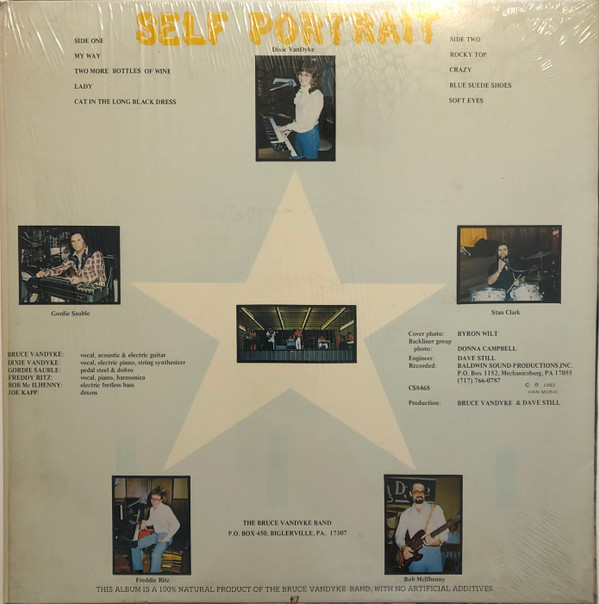 SELF PORTRAIT
SIDE ONE
MY WAY
TWO MORE BOTTLES OF WINE
LADY
CAT IN THE LONG BLACK DRESS
SIDE TWO
ROCKY TOP
CRAZY
BLUE SUEDE SHOES
SOFT EYES
Dixie VanDyke
Gordie Sauble
Stan Clark
BRUCE VANDYKE: vocal, acoustic & electric guitar
DIXIE VANDYKE: vocal, electric piano, string synthesizer
GORDIE SAUBLE: pedal steel & dobro
FREDDY RITZ: vocal, piano, harmonica
BOB Mc ILHENNY: electric fretless bass
JOE KAPP: drums
Cover photo: BYRON WILT
Backliner group
photo: DONNA CAMPBELL
Engineer: DAVE STILL
Recorded: BALDWIN SOUND PRODUCTIONS, INC.
P.O. Box 1152, Mechanicsburg, PA 17055
(717) 766-0787
CS8468
© ℗ 1982
VAN MUSIC
Production: BRUCE VANDYKE & DAVE STILL
THE BRUCE VANDYKE BAND
P.O. BOX 450, BIGLERVILLE, PA. 17307
Freddie Ritz
Bob McIlhenny
THIS ALBUM IS A 100% NATURAL PRODUCT OF THE BRUCE VANDYKE BAND; WITH NO ARTIFICIAL ADDITIVES.